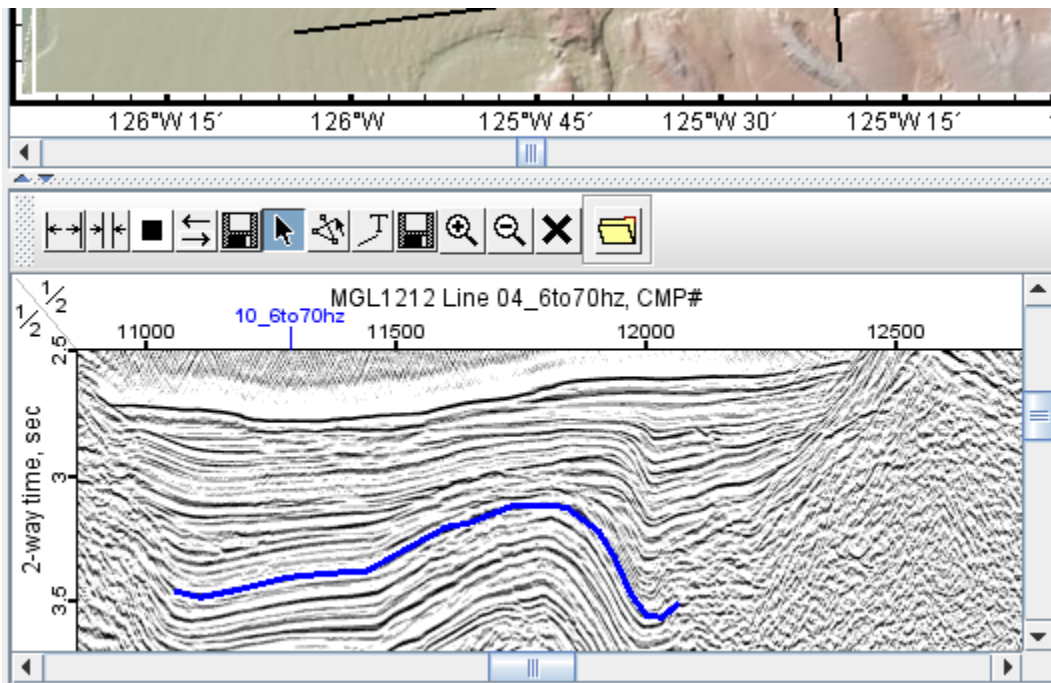 126°W 15´ 126°W 125°W 45´ 125°W 30´ 125°W 15´
T
1/2
1/2
MGL1212 Line 04_6to70hz, CMP#
10_6to70hz
11000 11500 12000 12500
2.5
3
3.5
2-way time, sec